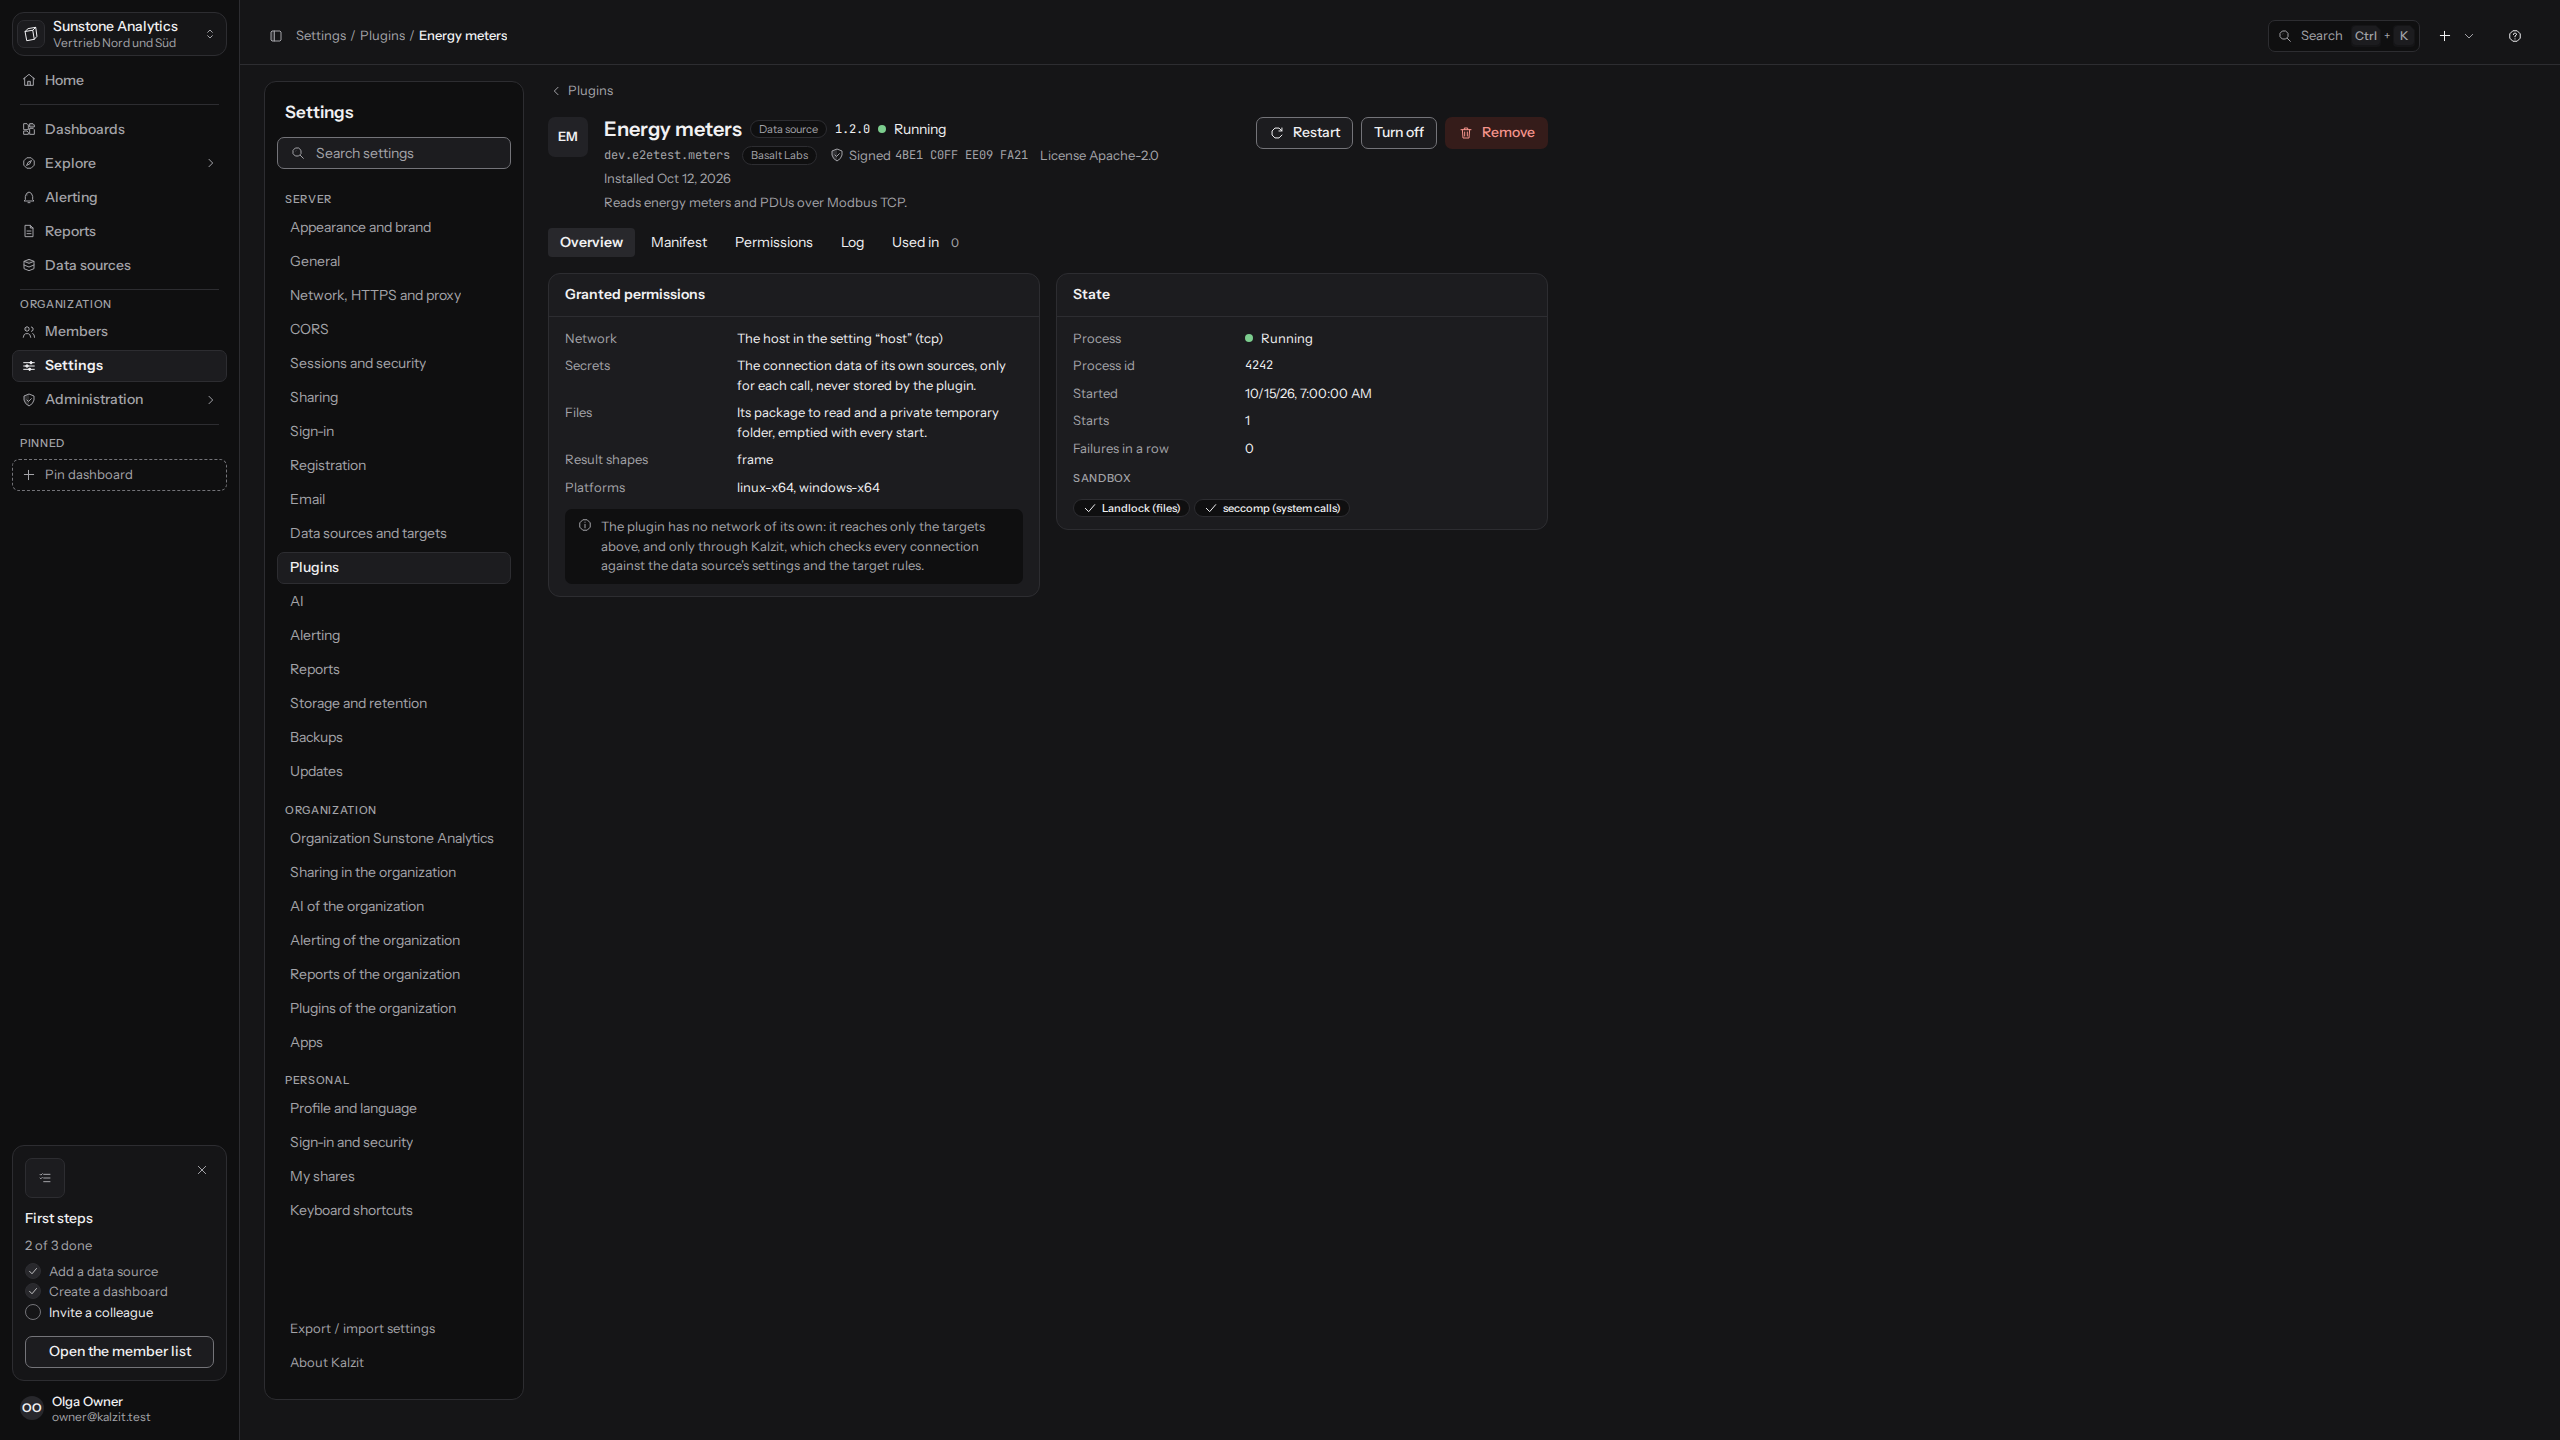 Sunstone Analytics
Vertrieb Nord und Süd
Home
Dashboards
Explore
Alerting
Reports
Data sources
ORGANIZATION
Members
Settings
Administration
PINNED
Pin dashboard
First steps
2 of 3 done
Add a data source
Create a dashboard
Invite a colleague
Open the member list
OO
Olga Owner
owner@kalzit.test
Settings / Plugins / Energy meters
Search Ctrl + K
Settings
Search settings
SERVER
Appearance and brand
General
Network, HTTPS and proxy
CORS
Sessions and security
Sharing
Sign-in
Registration
Email
Data sources and targets
Plugins
AI
Alerting
Reports
Storage and retention
Backups
Updates
ORGANIZATION
Organization Sunstone Analytics
Sharing in the organization
AI of the organization
Alerting of the organization
Reports of the organization
Plugins of the organization
Apps
PERSONAL
Profile and language
Sign-in and security
My shares
Keyboard shortcuts
Export / import settings
About Kalzit
Plugins
EM
Energy meters Data source 1.2.0 Running
dev.e2etest.meters Basalt Labs Signed 4BE1 C0FF EE09 FA21 License Apache-2.0
Installed Oct 12, 2026
Reads energy meters and PDUs over Modbus TCP.
Restart Turn off Remove
Overview Manifest Permissions Log Used in 0
Granted permissions
Network The host in the setting “host” (tcp)
Secrets The connection data of its own sources, only
for each call, never stored by the plugin.
Files Its package to read and a private temporary
folder, emptied with every start.
Result shapes frame
Platforms linux-x64, windows-x64
The plugin has no network of its own: it reaches only the targets
above, and only through Kalzit, which checks every connection
against the data source's settings and the target rules.
State
Process Running
Process id 4242
Started 10/15/26, 7:00:00 AM
Starts 1
Failures in a row 0
SANDBOX
Landlock (files) seccomp (system calls)